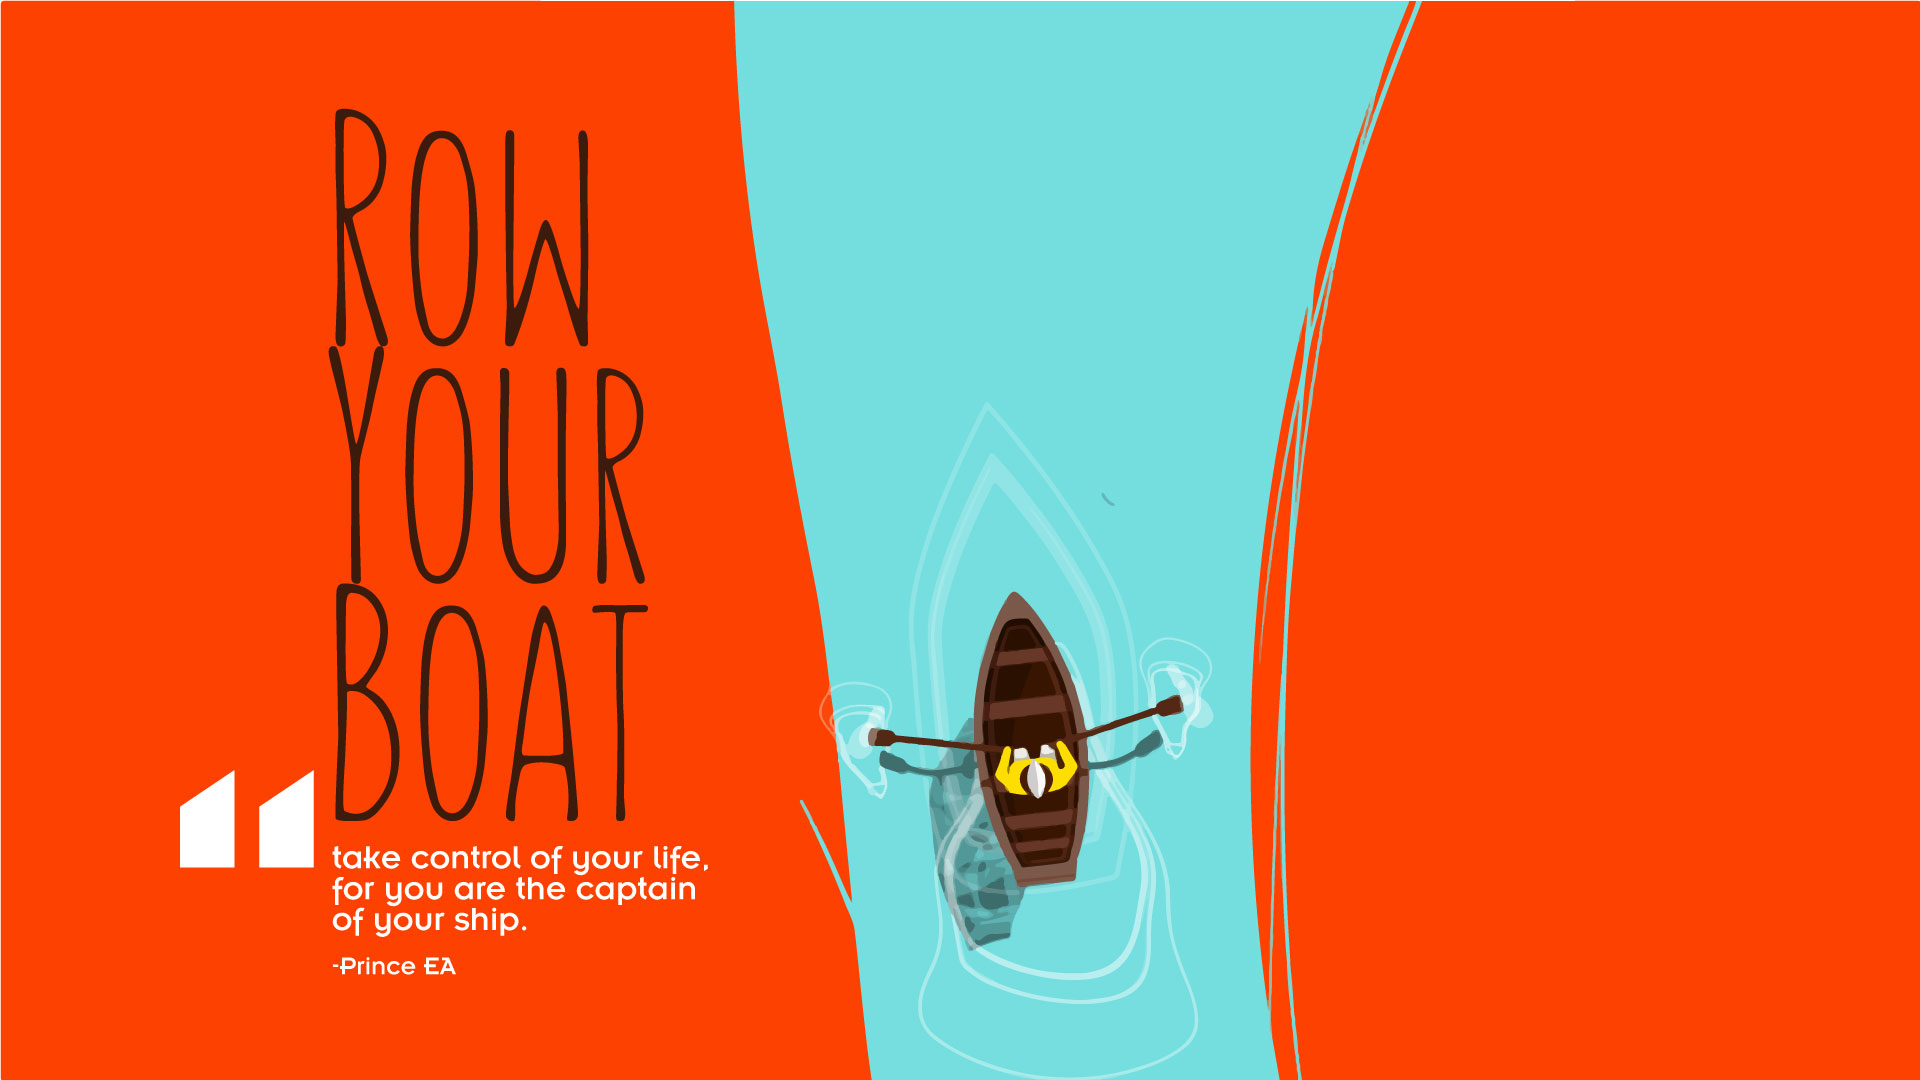 ROW
YOUR
BOAT
take control of your life,
for you are the captain
of your ship.
-Prince EA